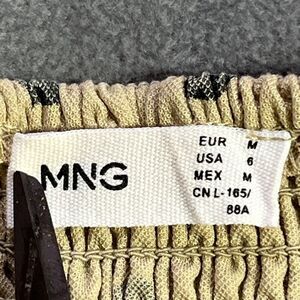 MNG
EUR M
USA 6
MEX M
CN L-165/
88A